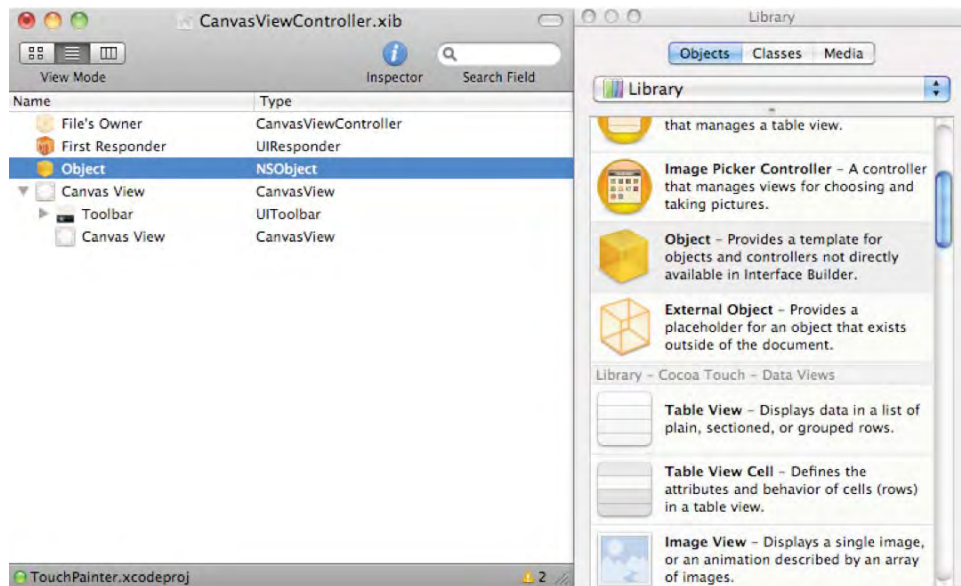 CanvasViewController.xib
View Mode
Inspector
Search Field
Name Type
File's Owner CanvasViewController
First Responder UIResponder
Object NSObject
Canvas View CanvasView
Toolbar UIToolbar
Canvas View CanvasView
TouchPainter.xcodeproj
2
Library
Objects Classes Media
Library
that manages a table view.
Image Picker Controller – A controller
that manages views for choosing and
taking pictures.
Object – Provides a template for
objects and controllers not directly
available in Interface Builder.
External Object – Provides a
placeholder for an object that exists
outside of the document.
Library – Cocoa Touch – Data Views
Table View – Displays data in a list of
plain, sectioned, or grouped rows.
Table View Cell – Defines the
attributes and behavior of cells (rows)
in a table view.
Image View – Displays a single image,
or an animation described by an array
of images.